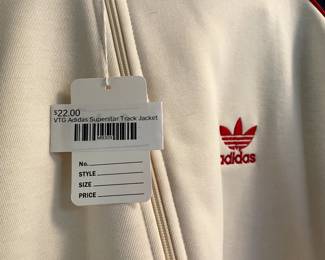 $22.00
VTG Adidas Superstar Track Jacket
No.
STYLE
SIZE
PRICE
adidas